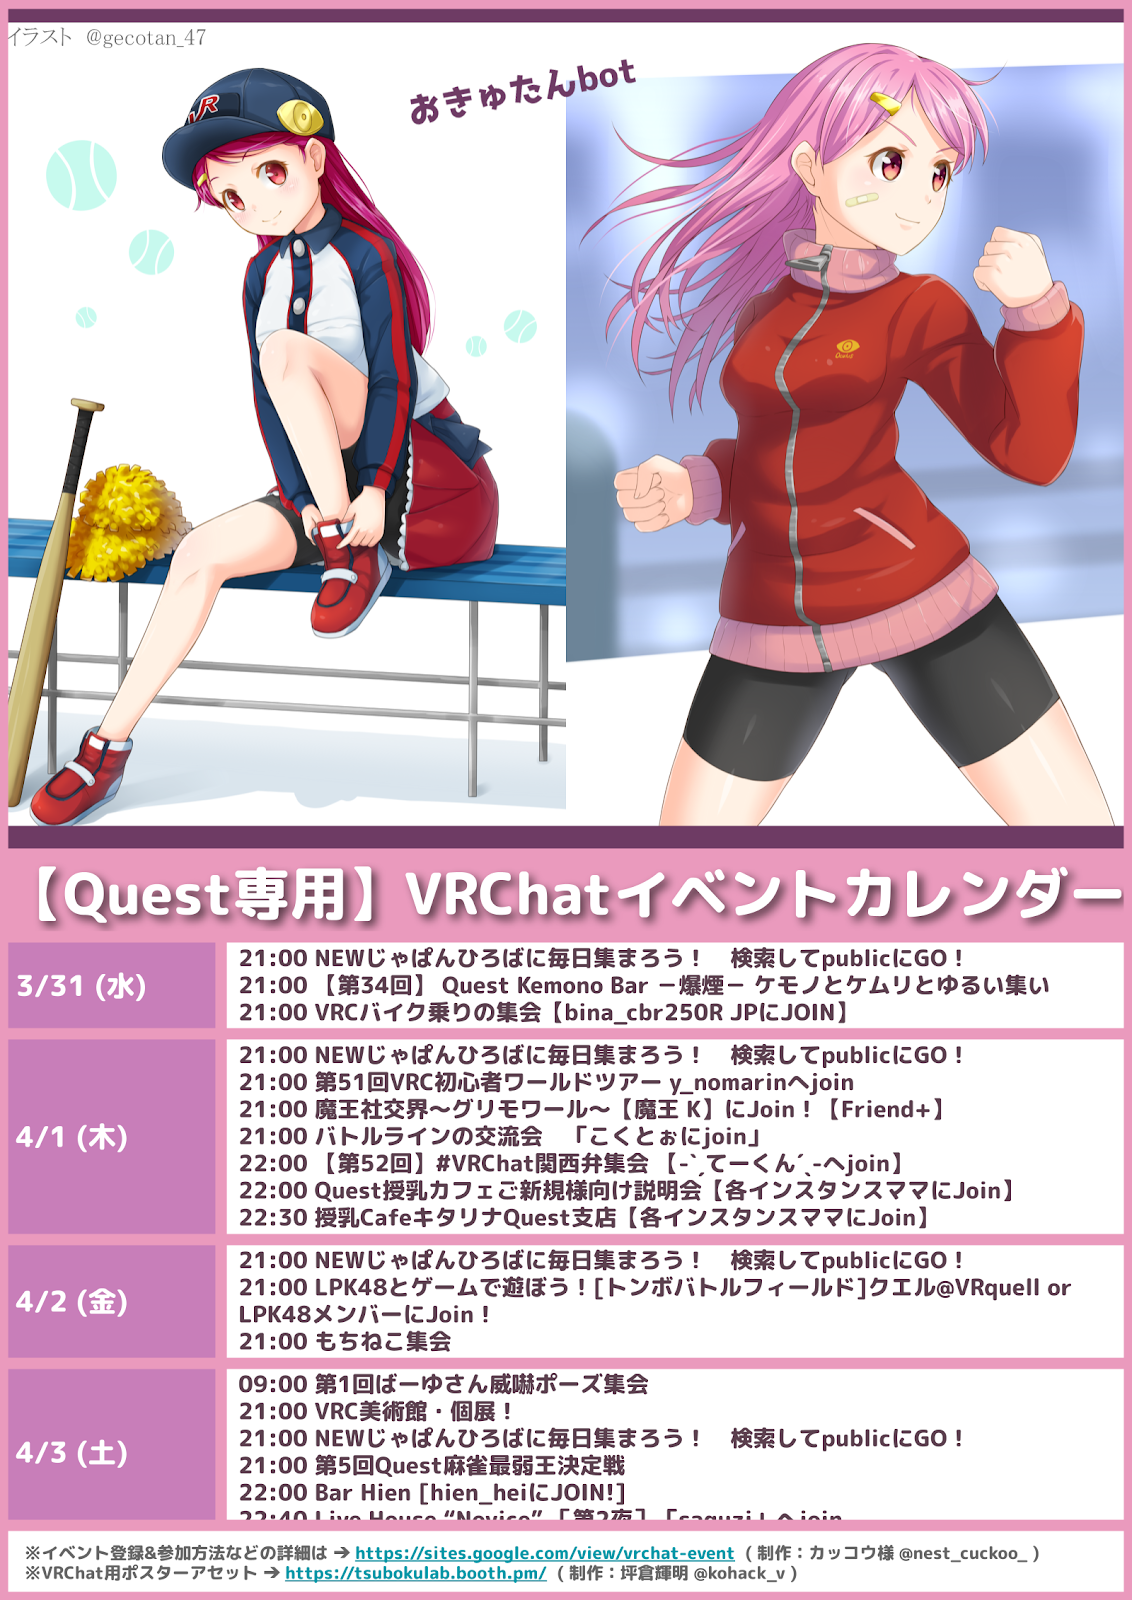 イラスト　@gecotan_47
おきゅたんbot
VR
Quest
【Quest専用】VRChatイベントカレンダー
3/31 (水)
21:00 NEWじゃぱんひろばに毎日集まろう！　検索してpublicにGO！
21:00 【第34回】 Quest Kemono Bar －爆煙－ ケモノとケムリとゆるい集い
21:00 VRCバイク乗りの集会【bina_cbr250R JPにJOIN】
4/1 (木)
21:00 NEWじゃぱんひろばに毎日集まろう！　検索してpublicにGO！
21:00 第51回VRC初心者ワールドツアー y_nomarinへjoin
21:00 魔王社交界～グリモワール～【魔王 K】にJoin！【Friend+】
21:00 バトルラインの交流会　「こくとぉにjoin」
22:00 【第52回】#VRChat関西弁集会 【-`ˏてーくん´ˎ-へjoin】
22:00 Quest授乳カフェご新規様向け説明会【各インスタンスママにJoin】
22:30 授乳CafeキタリナQuest支店【各インスタンスママにJoin】
4/2 (金)
21:00 NEWじゃぱんひろばに毎日集まろう！　検索してpublicにGO！
21:00 LPK48とゲームで遊ぼう！[トンボバトルフィールド]クエル@VRquell or
LPK48メンバーにJoin！
21:00 もちねこ集会
4/3 (土)
09:00 第1回ばーゆさん威嚇ポーズ集会
21:00 VRC美術館・個展！
21:00 NEWじゃぱんひろばに毎日集まろう！　検索してpublicにGO！
21:00 第5回Quest麻雀最弱王決定戦
22:00 Bar Hien [hien_heiにJOIN!]
22:40 Live House “Novice” 「第2夜」「saguzi」へjoin
※イベント登録&参加方法などの詳細は ➔ https://sites.google.com/view/vrchat-event （制作：カッコウ様 @nest_cuckoo_ ）
※VRChat用ポスターアセット ➔ https://tsubokulab.booth.pm/ （制作：坪倉輝明 @kohack_v ）